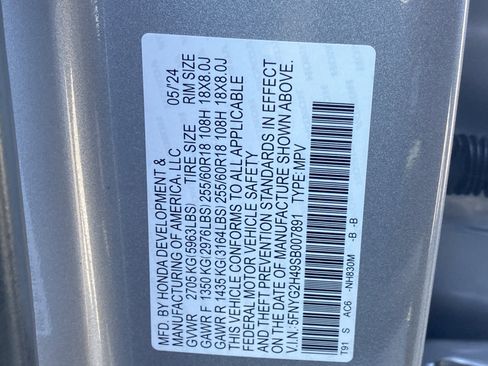 MFD. BY HONDA DEVELOPMENT &
MANUFACTURING OF AMERICA, LLC 05/'24
GVWR 2705 KG(5963LBS) TIRE SIZE RIM SIZE
GAWR F 1350 KG(2976LBS) 255/60R18 108H 18X8.0J
GAWR R 1435 KG(3164LBS) 255/60R18 108H 18X8.0J
THIS VEHICLE CONFORMS TO ALL APPLICABLE
FEDERAL MOTOR VEHICLE SAFETY
AND THEFT PREVENTION STANDARDS IN EFFECT
ON THE DATE OF MANUFACTURE SHOWN ABOVE.
V.I.N: 5FNYG2H49SB007891 TYPE: MPV
T91 S AC6 -NH830M -B -B